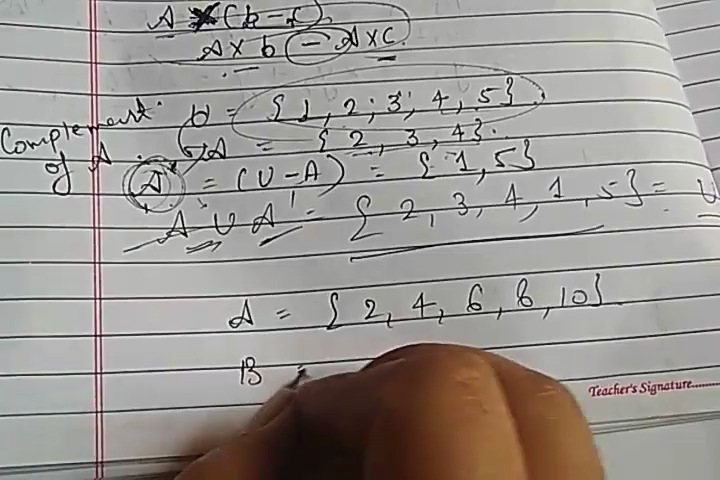 A × (b - c)
A × b - A × c
Complement of A.
U = {1, 2, 3, 4, 5}
A = {2, 3, 4}.
A' = (U - A) = {1, 5}
A U A' = {2, 3, 4, 1, 5} = U
A = {2, 4, 6, 8, 10}
B =
Teacher's Signature.........